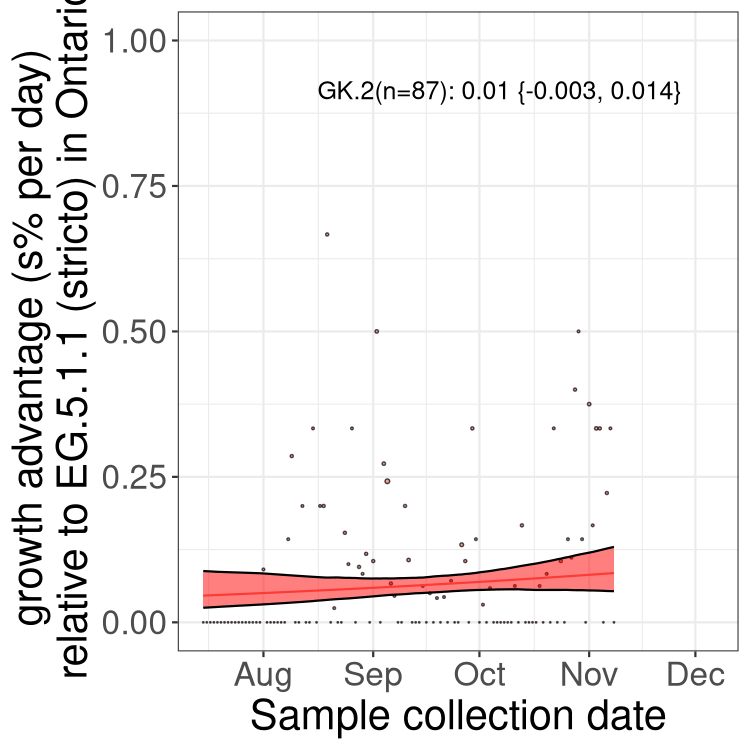 growth advantage (s% per day)
relative to EG.5.1.1 (stricto) in Ontario
1.00
0.75
0.50
0.25
0.00
GK.2(n=87): 0.01 {-0.003, 0.014}
Aug Sep Oct Nov Dec
Sample collection date